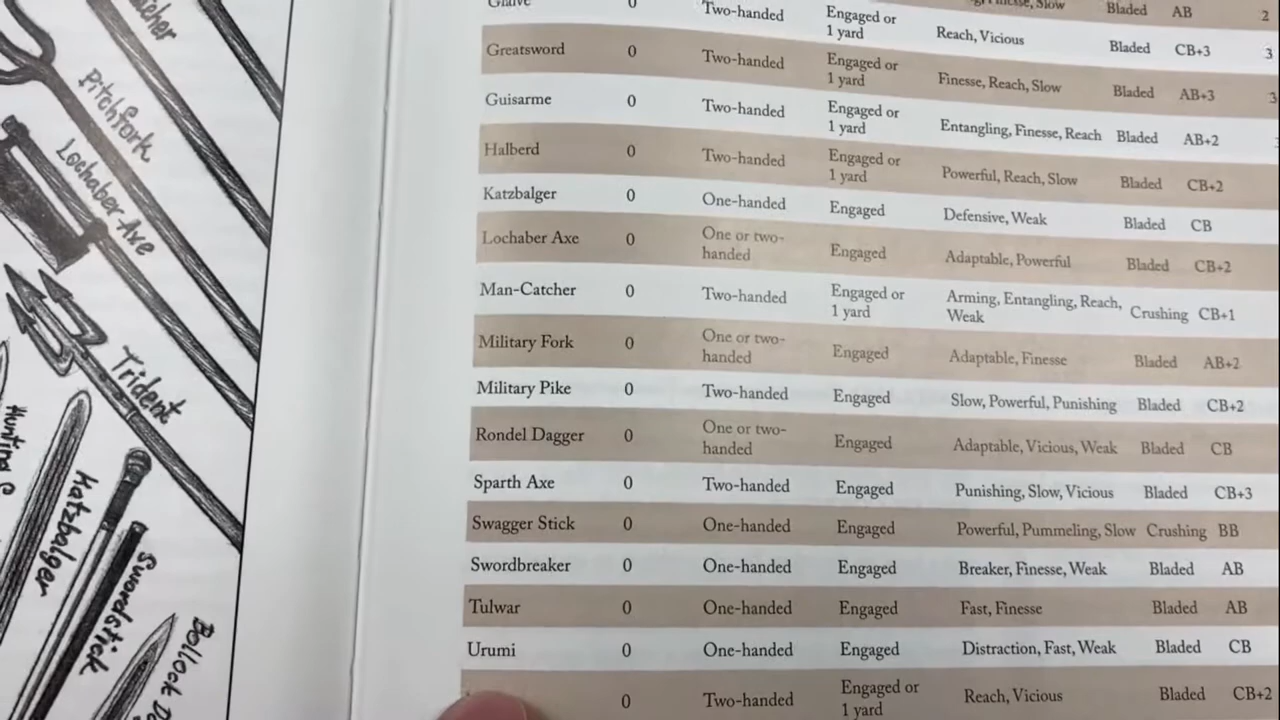 Pitchfork
Lochaber Axe
Trident
Hunting
Katzbalger
Swordstick
Bollock
Slow Bladed AB 2
Glaive 0 Two-handed Engaged or 1 yard Reach, Vicious Bladed CB+3 3
Greatsword 0 Two-handed Engaged or 1 yard Finesse, Reach, Slow Bladed AB+3 3
Guisarme 0 Two-handed Engaged or 1 yard Entangling, Finesse, Reach Bladed AB+2
Halberd 0 Two-handed Engaged or 1 yard Powerful, Reach, Slow Bladed CB+2
Katzbalger 0 One-handed Engaged Defensive, Weak Bladed CB
Lochaber Axe 0 One or two-handed Engaged Adaptable, Powerful Bladed CB+2
Man-Catcher 0 Two-handed Engaged or 1 yard Arming, Entangling, Reach, Weak Crushing CB+1
Military Fork 0 One or two-handed Engaged Adaptable, Finesse Bladed AB+2
Military Pike 0 Two-handed Engaged Slow, Powerful, Punishing Bladed CB+2
Rondel Dagger 0 One or two-handed Engaged Adaptable, Vicious, Weak Bladed CB
Sparth Axe 0 Two-handed Engaged Punishing, Slow, Vicious Bladed CB+3
Swagger Stick 0 One-handed Engaged Powerful, Pummeling, Slow Crushing BB
Swordbreaker 0 One-handed Engaged Breaker, Finesse, Weak Bladed AB
Tulwar 0 One-handed Engaged Fast, Finesse Bladed AB
Urumi 0 One-handed Engaged Distraction, Fast, Weak Bladed CB
0 Two-handed Engaged or 1 yard Reach, Vicious Bladed CB+2